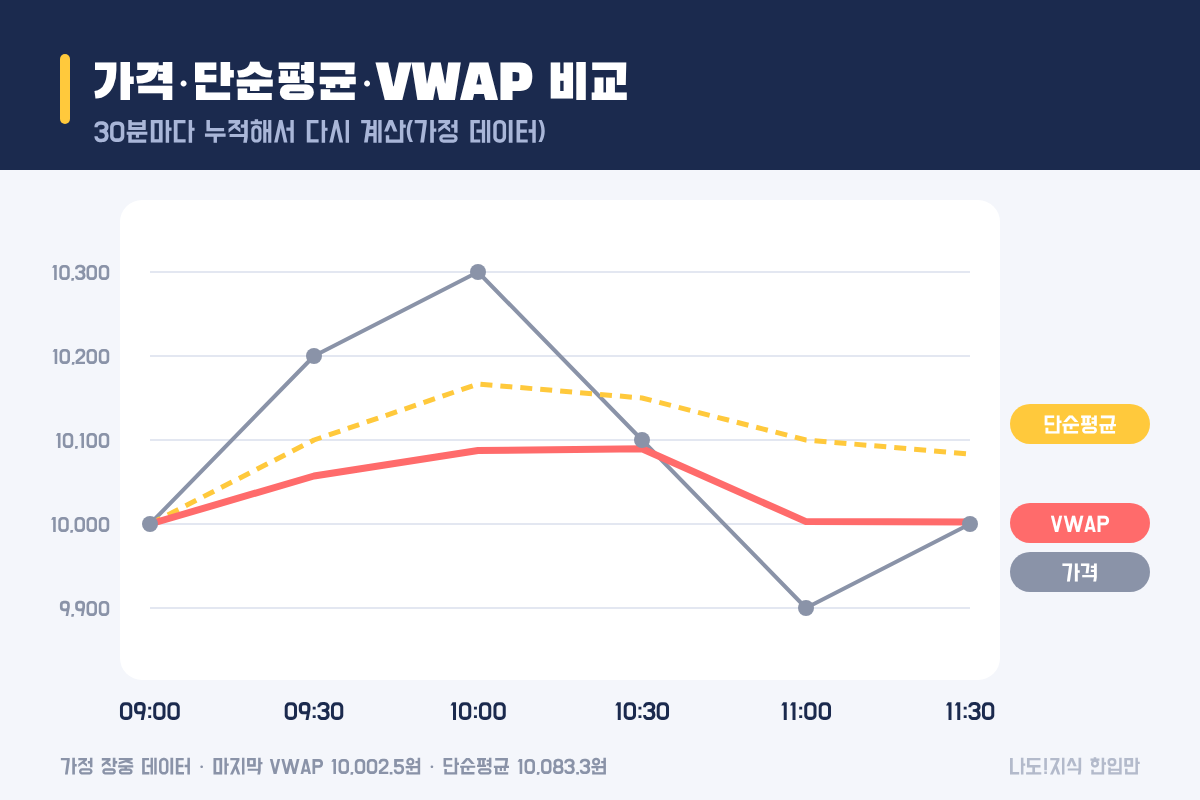 가격·단순평균·VWAP 비교
30분마다 누적해서 다시 계산(가정 데이터)
10,300
10,200
10,100
10,000
9,900
단순평균
VWAP
가격
09:00 09:30 10:00 10:30 11:00 11:30
가정 장중 데이터 · 마지막 VWAP 10,002.5원 · 단순평균 10,083.3원
나도!지식 한입만